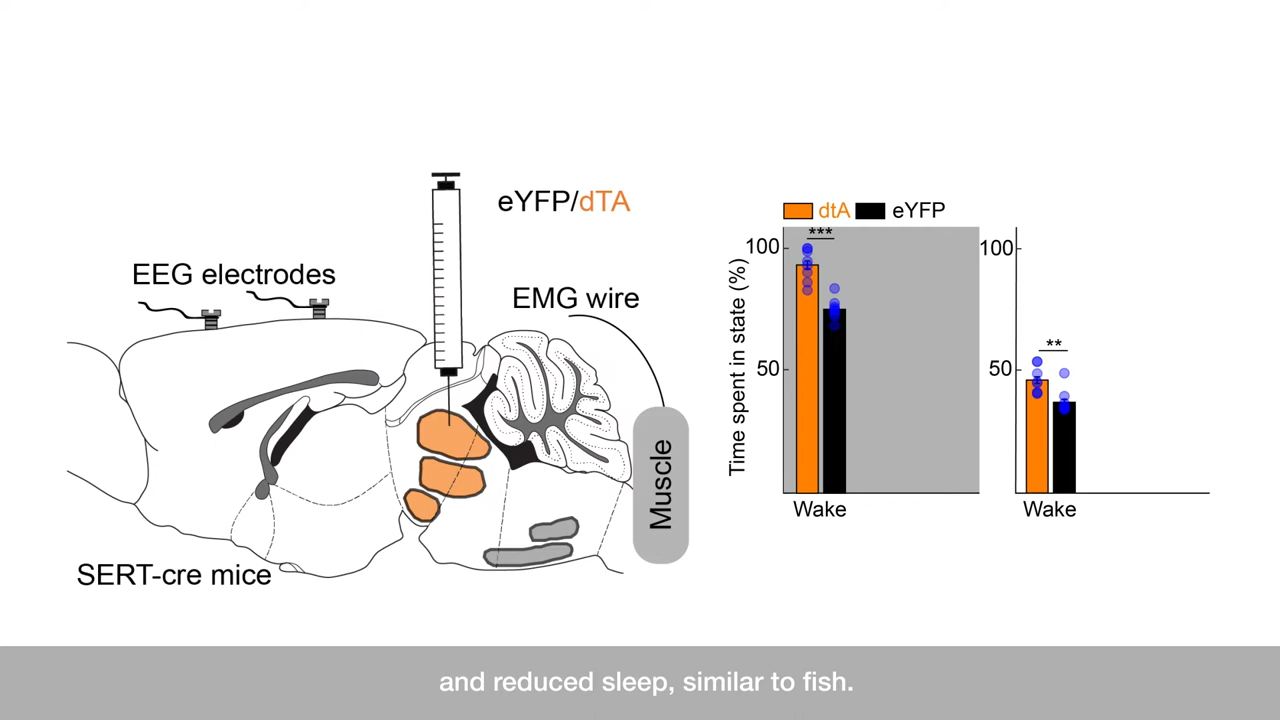 eYFP/dTA
EEG electrodes
EMG wire
Muscle
SERT-cre mice
dtA eYFP
Time spent in state (%)
100
50
***
Wake
100
50
**
Wake
and reduced sleep, similar to fish.